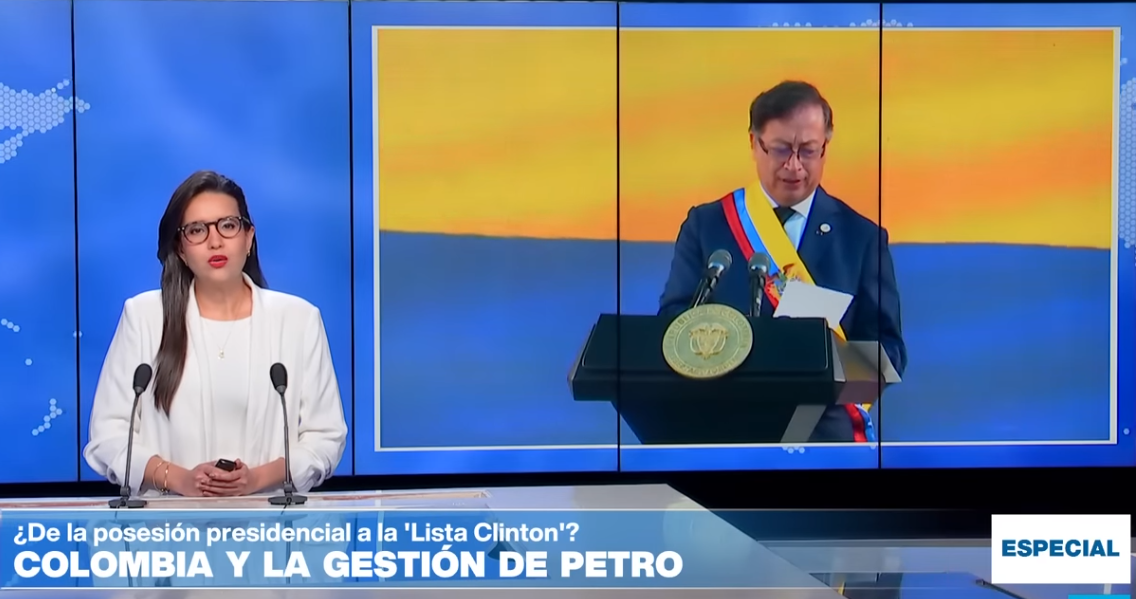 ¿De la posesión presidencial a la 'Lista Clinton'?
COLOMBIA Y LA GESTIÓN DE PETRO
ESPECIAL